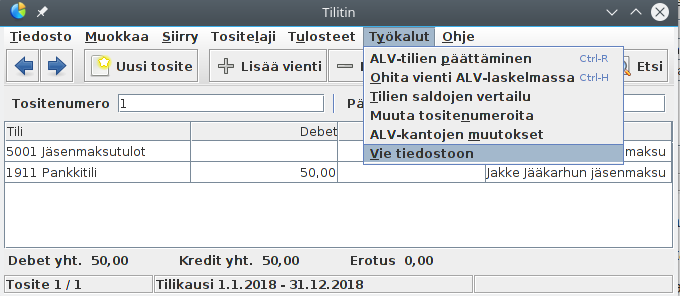 Tilitin
Tiedosto Muokkaa Siirry Tositelaji Tulosteet Työkalut Ohje
Uusi tosite Lisää vienti Etsi
ALV-tilien päättäminen Ctrl-R
Ohita vienti ALV-laskelmassa Ctrl-H
Tilien saldojen vertailu
Muuta tositenumeroita
ALV-kantojen muutokset
Vie tiedostoon
Tositenumero 1
Tili Debet
5001 Jäsenmaksutulot
1911 Pankkitili 50,00 Jakke Jääkarhun jäsenmaksu
Debet yht. 50,00 Kredit yht. 50,00 Erotus 0,00
Tosite 1 / 1 Tilikausi 1.1.2018 - 31.12.2018